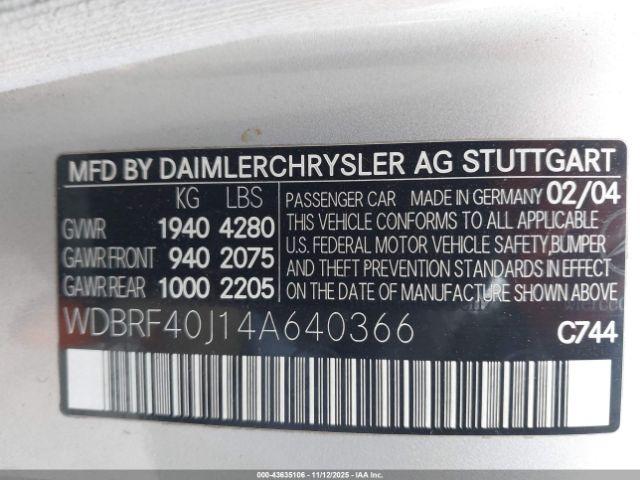 MFD BY DAIMLERCHRYSLER AG STUTTGART
KG LBS
GVWR 1940 4280
GAWR FRONT 940 2075
GAWR REAR 1000 2205
PASSENGER CAR MADE IN GERMANY 02/04
THIS VEHICLE CONFORMS TO ALL APPLICABLE
U.S. FEDERAL MOTOR VEHICLE SAFETY, BUMPER
AND THEFT PREVENTION STANDARDS IN EFFECT
ON THE DATE OF MANUFACTURE SHOWN ABOVE
WDBRF40J14A640366
C744
000-43635106 - 11/12/2025 - IAA, Inc.